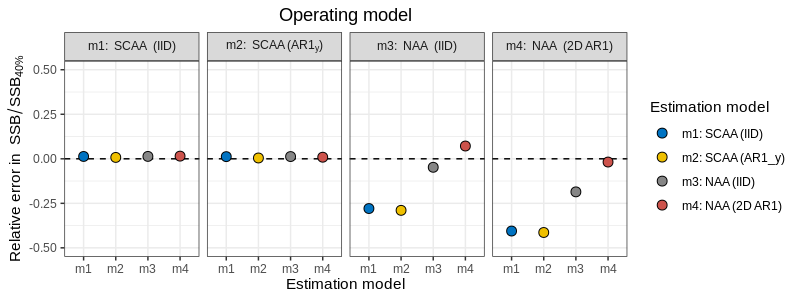 Operating model
m1: SCAA (IID)
m2: SCAA (AR1y)
m3: NAA (IID)
m4: NAA (2D AR1)
Relative error in SSB/SSB40%
0.50
0.25
0.00
-0.25
-0.50
m1 m2 m3 m4
m1 m2 m3 m4
m1 m2 m3 m4
m1 m2 m3 m4
Estimation model
Estimation model
m1: SCAA (IID)
m2: SCAA (AR1_y)
m3: NAA (IID)
m4: NAA (2D AR1)